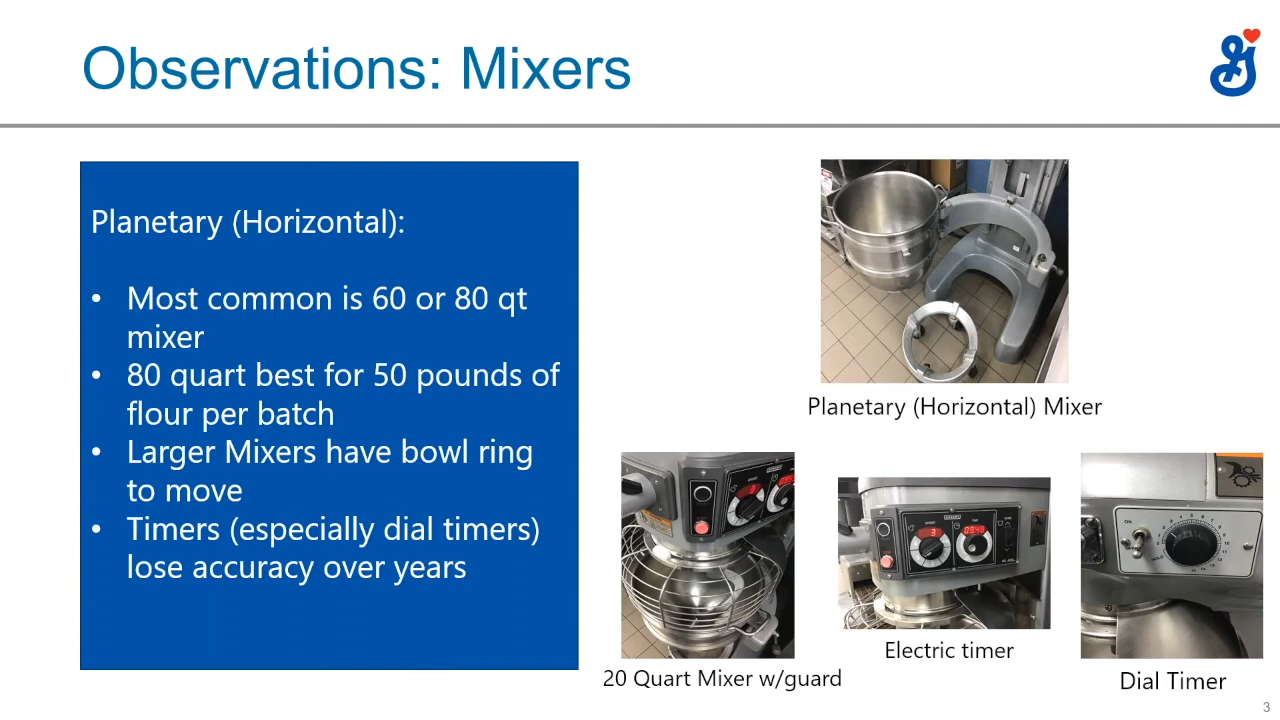 Observations: Mixers
Planetary (Horizontal):
• Most common is 60 or 80 qt
mixer
• 80 quart best for 50 pounds of
flour per batch
• Larger Mixers have bowl ring
to move
• Timers (especially dial timers)
lose accuracy over years
Planetary (Horizontal) Mixer
20 Quart Mixer w/guard
Electric timer
Dial Timer
3